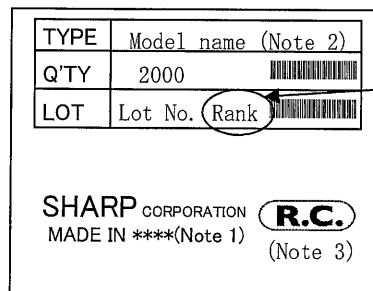 TYPE Model name (Note 2)
Q'TY 2000
LOT Lot No. Rank
SHARP CORPORATION R.C.
MADE IN ****(Note 1)
(Note 3)